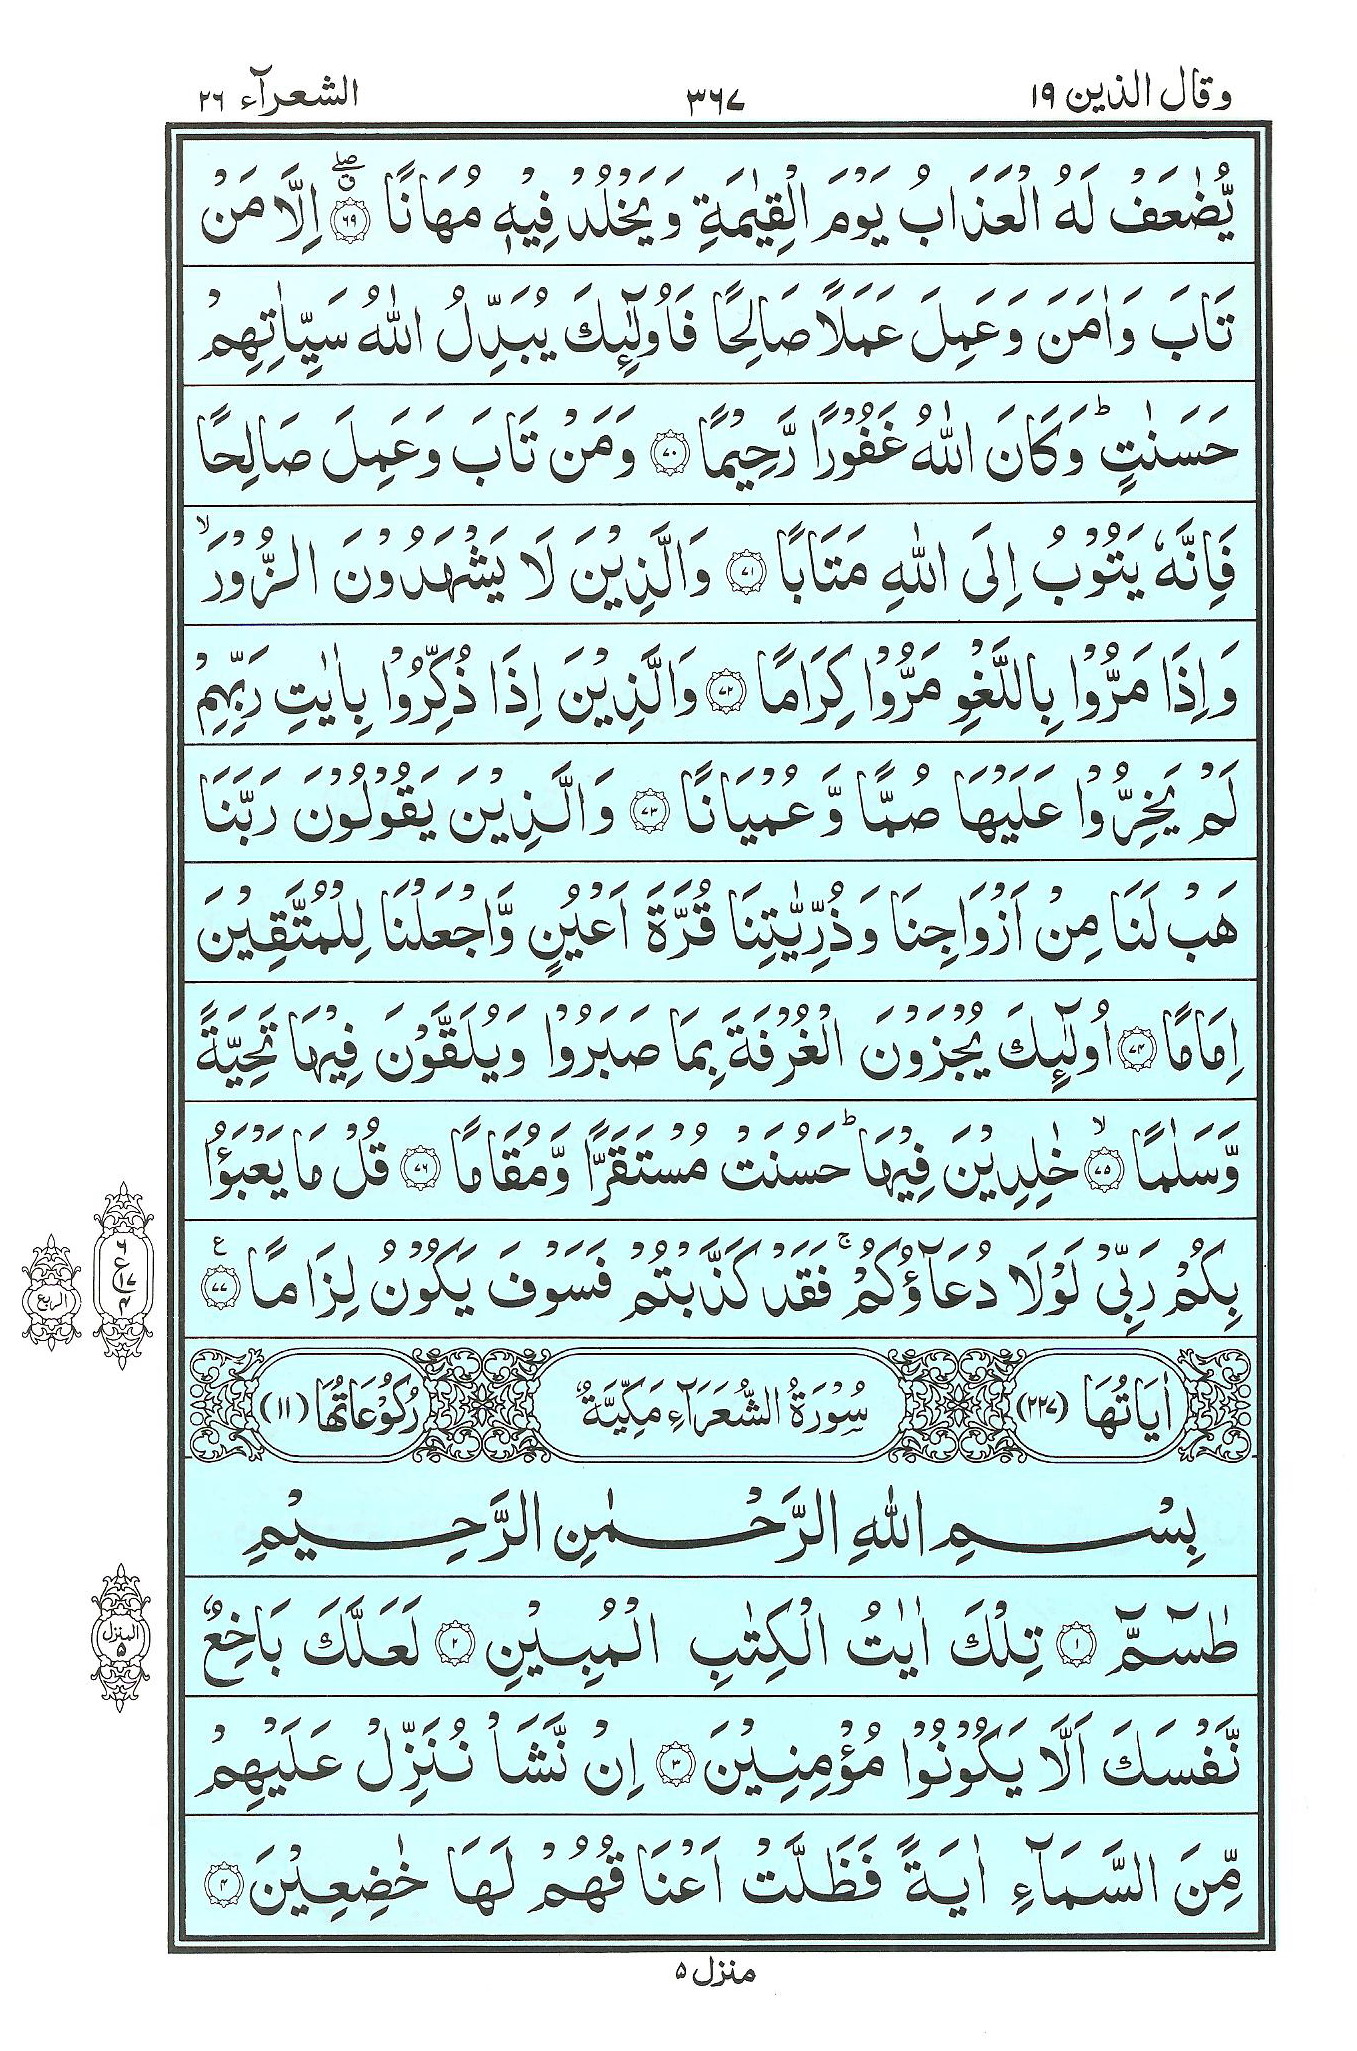 وقال الذين ١٩ ٣٦٧ الشعرآء ٢٦
يُّضٰعَفْ لَهُ الْعَذَابُ يَوْمَ الْقِيٰمَةِ وَيَخْلُدْ فِيْهٖ مُهَانًا ﴿٦٩﴾ اِلَّا مَنْ
تَابَ وَاٰمَنَ وَعَمِلَ عَمَلًا صَالِحًا فَاُولٰٓئِكَ يُبَدِّلُ اللّٰهُ سَيِّاٰتِهِمْ
حَسَنٰتٍ ؕ وَكَانَ اللّٰهُ غَفُوْرًا رَّحِيْمًا ﴿٧٠﴾ وَمَنْ تَابَ وَعَمِلَ صَالِحًا
فَاِنَّهٗ يَتُوْبُ اِلَى اللّٰهِ مَتَابًا ﴿٧١﴾ وَالَّذِيْنَ لَا يَشْهَدُوْنَ الزُّوْرَ ۙ
وَاِذَا مَرُّوْا بِاللَّغْوِ مَرُّوْا كِرَامًا ﴿٧٢﴾ وَالَّذِيْنَ اِذَا ذُكِّرُوْا بِاٰيٰتِ رَبِّهِمْ
لَمْ يَخِرُّوْا عَلَيْهَا صُمًّا وَّعُمْيَانًا ﴿٧٣﴾ وَالَّذِيْنَ يَقُوْلُوْنَ رَبَّنَا
هَبْ لَنَا مِنْ اَزْوَاجِنَا وَذُرِّيّٰتِنَا قُرَّةَ اَعْيُنٍ وَّاجْعَلْنَا لِلْمُتَّقِيْنَ
اِمَامًا ﴿٧٤﴾ اُولٰٓئِكَ يُجْزَوْنَ الْغُرْفَةَ بِمَا صَبَرُوْا وَيُلَقَّوْنَ فِيْهَا تَحِيَّةً
وَّسَلٰمًا ۙ﴿٧٥﴾ خٰلِدِيْنَ فِيْهَا ؕ حَسُنَتْ مُسْتَقَرًّا وَّمُقَامًا ﴿٧٦﴾ قُلْ مَا يَعْبَؤُا
بِكُمْ رَبِّيْ لَوْلَا دُعَآؤُكُمْ ۚ فَقَدْ كَذَّبْتُمْ فَسَوْفَ يَكُوْنُ لِزَامًا ﴿٧٧﴾ ع
٦ ع ١٧ ٤
الربع
اٰيَاتُهَا (٢٢٧) سُوْرَةُ الشُّعَرَآءِ مَكِّيَّةٌ رُكُوْعَاتُهَا (١١)
بِسْمِ اللّٰهِ الرَّحْمٰنِ الرَّحِيْمِ
طٰسٓمّٓ ﴿١﴾ تِلْكَ اٰيٰتُ الْكِتٰبِ الْمُبِيْنِ ﴿٢﴾ لَعَلَّكَ بَاخِعٌ
المنزل ٥
نَّفْسَكَ اَلَّا يَكُوْنُوْا مُؤْمِنِيْنَ ﴿٣﴾ اِنْ نَّشَاْ نُنَزِّلْ عَلَيْهِمْ
مِّنَ السَّمَآءِ اٰيَةً فَظَلَّتْ اَعْنَاقُهُمْ لَهَا خٰضِعِيْنَ ﴿٤﴾
منزل ٥